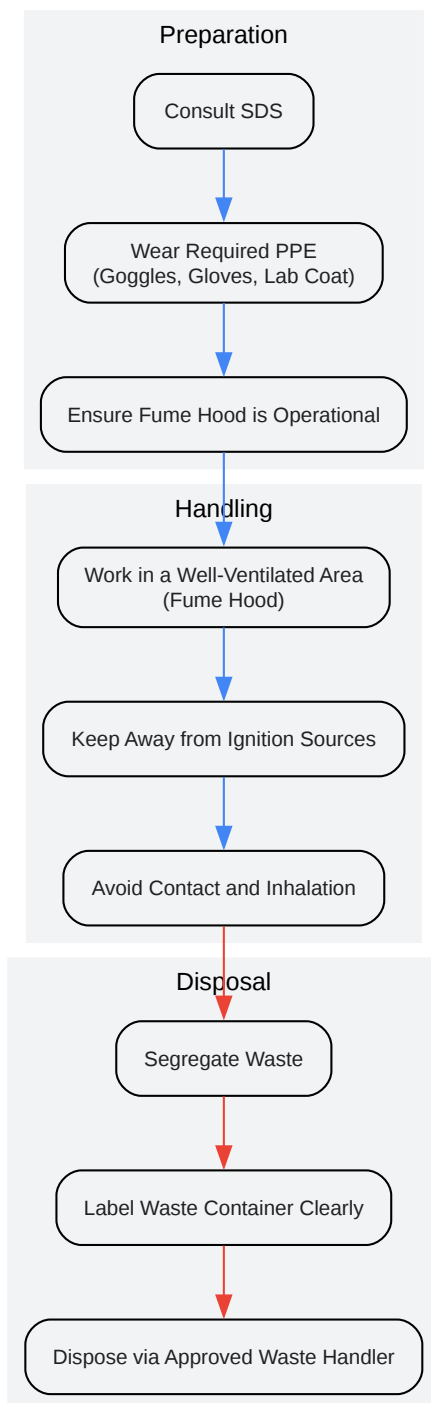 Preparation
Consult SDS
Wear Required PPE
(Goggles, Gloves, Lab Coat)
Ensure Fume Hood is Operational
Handling
Work in a Well-Ventilated Area
(Fume Hood)
Keep Away from Ignition Sources
Avoid Contact and Inhalation
Disposal
Segregate Waste
Label Waste Container Clearly
Dispose via Approved Waste Handler